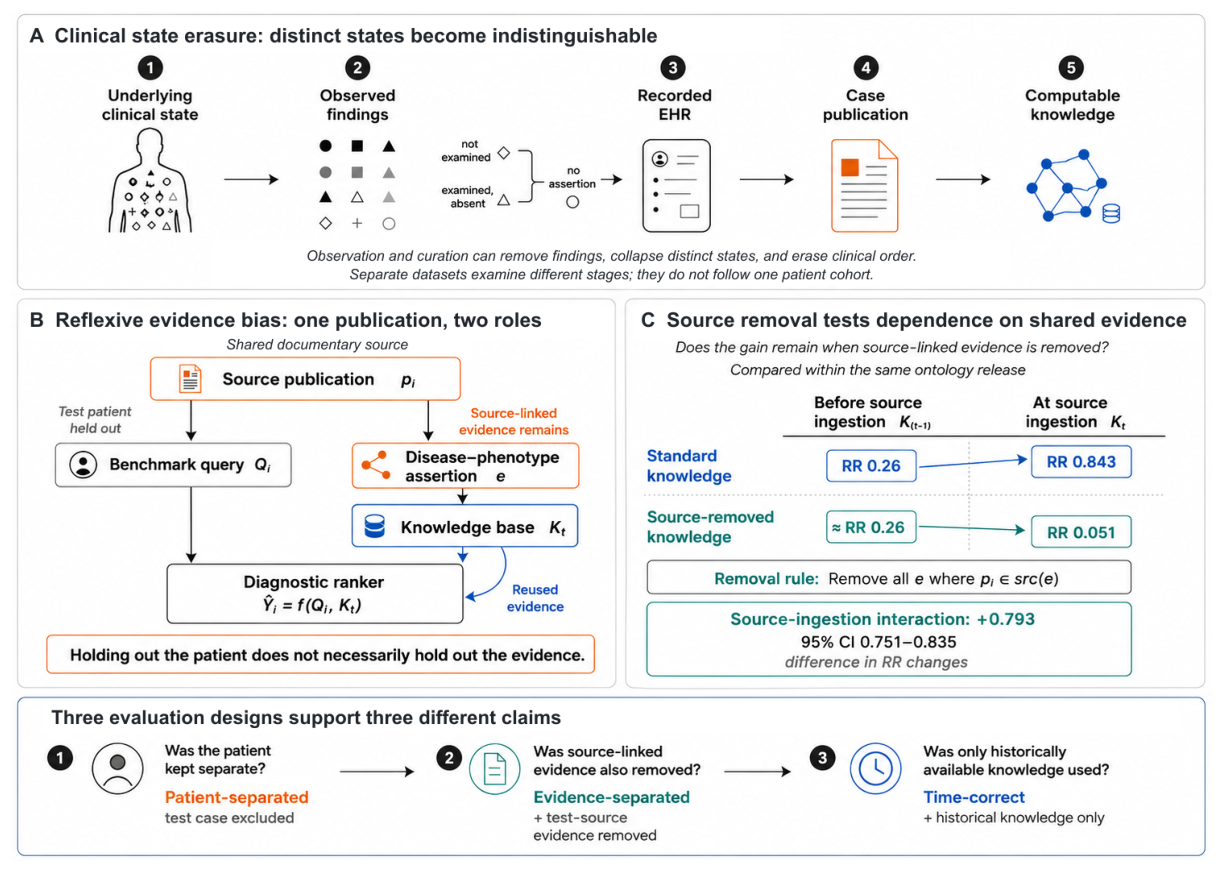 A Clinical state erasure: distinct states become indistinguishable
1
Underlying
clinical state
2
Observed
findings
not
examined
examined,
absent
no
assertion
3
Recorded
EHR
4
Case
publication
5
Computable
knowledge
Observation and curation can remove findings, collapse distinct states, and erase clinical order.
Separate datasets examine different stages; they do not follow one patient cohort.
B Reflexive evidence bias: one publication, two roles
Shared documentary source
Source publication pᵢ
Test patient
held out
Source-linked
evidence remains
Benchmark query Qᵢ
Disease–phenotype
assertion e
Knowledge base Kₜ
Diagnostic ranker
Ŷᵢ = f(Qᵢ, Kₜ)
Reused
evidence
Holding out the patient does not necessarily hold out the evidence.
C Source removal tests dependence on shared evidence
Does the gain remain when source-linked evidence is removed?
Compared within the same ontology release
Before source
ingestion K₍ₜ₋₁₎
At source
ingestion Kₜ
Standard
knowledge
RR 0.26
RR 0.843
Source-removed
knowledge
≈ RR 0.26
RR 0.051
Removal rule: Remove all e where pᵢ ∈ src(e)
Source-ingestion interaction: +0.793
95% CI 0.751–0.835
difference in RR changes
Three evaluation designs support three different claims
1
Was the patient
kept separate?
Patient-separated
test case excluded
2
Was source-linked
evidence also removed?
Evidence-separated
+ test-source
evidence removed
3
Was only historically
available knowledge used?
Time-correct
+ historical knowledge only